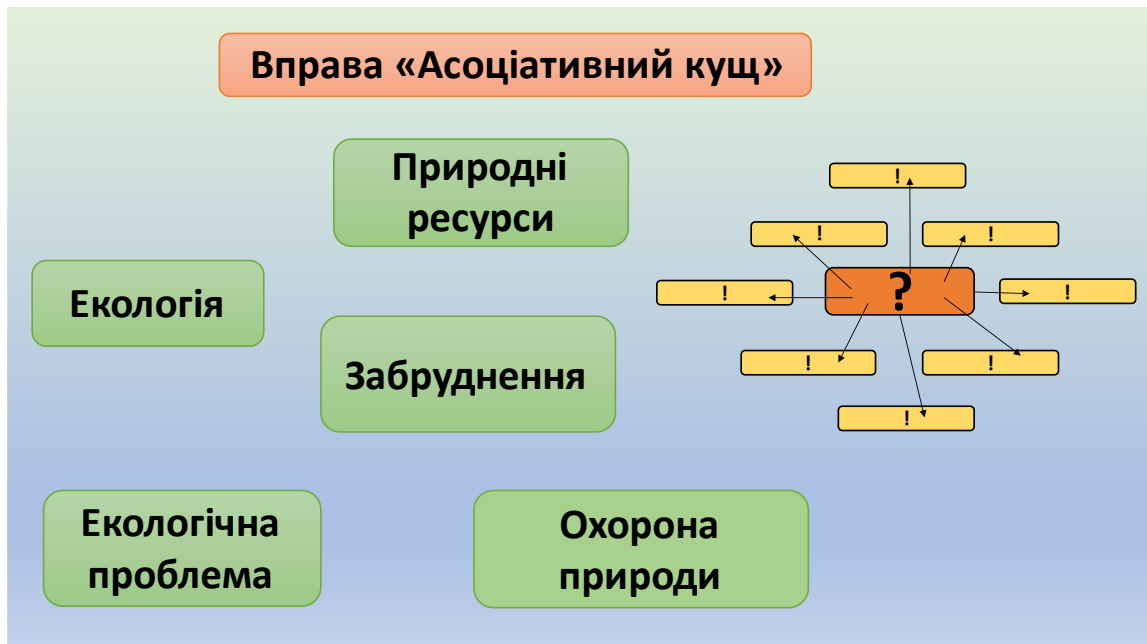 Вправа «Асоціативний кущ»
Природні
ресурси
Екологія
Забруднення
Екологічна
проблема
Охорона
природи
!
!
!
!
?
!
!
!
!